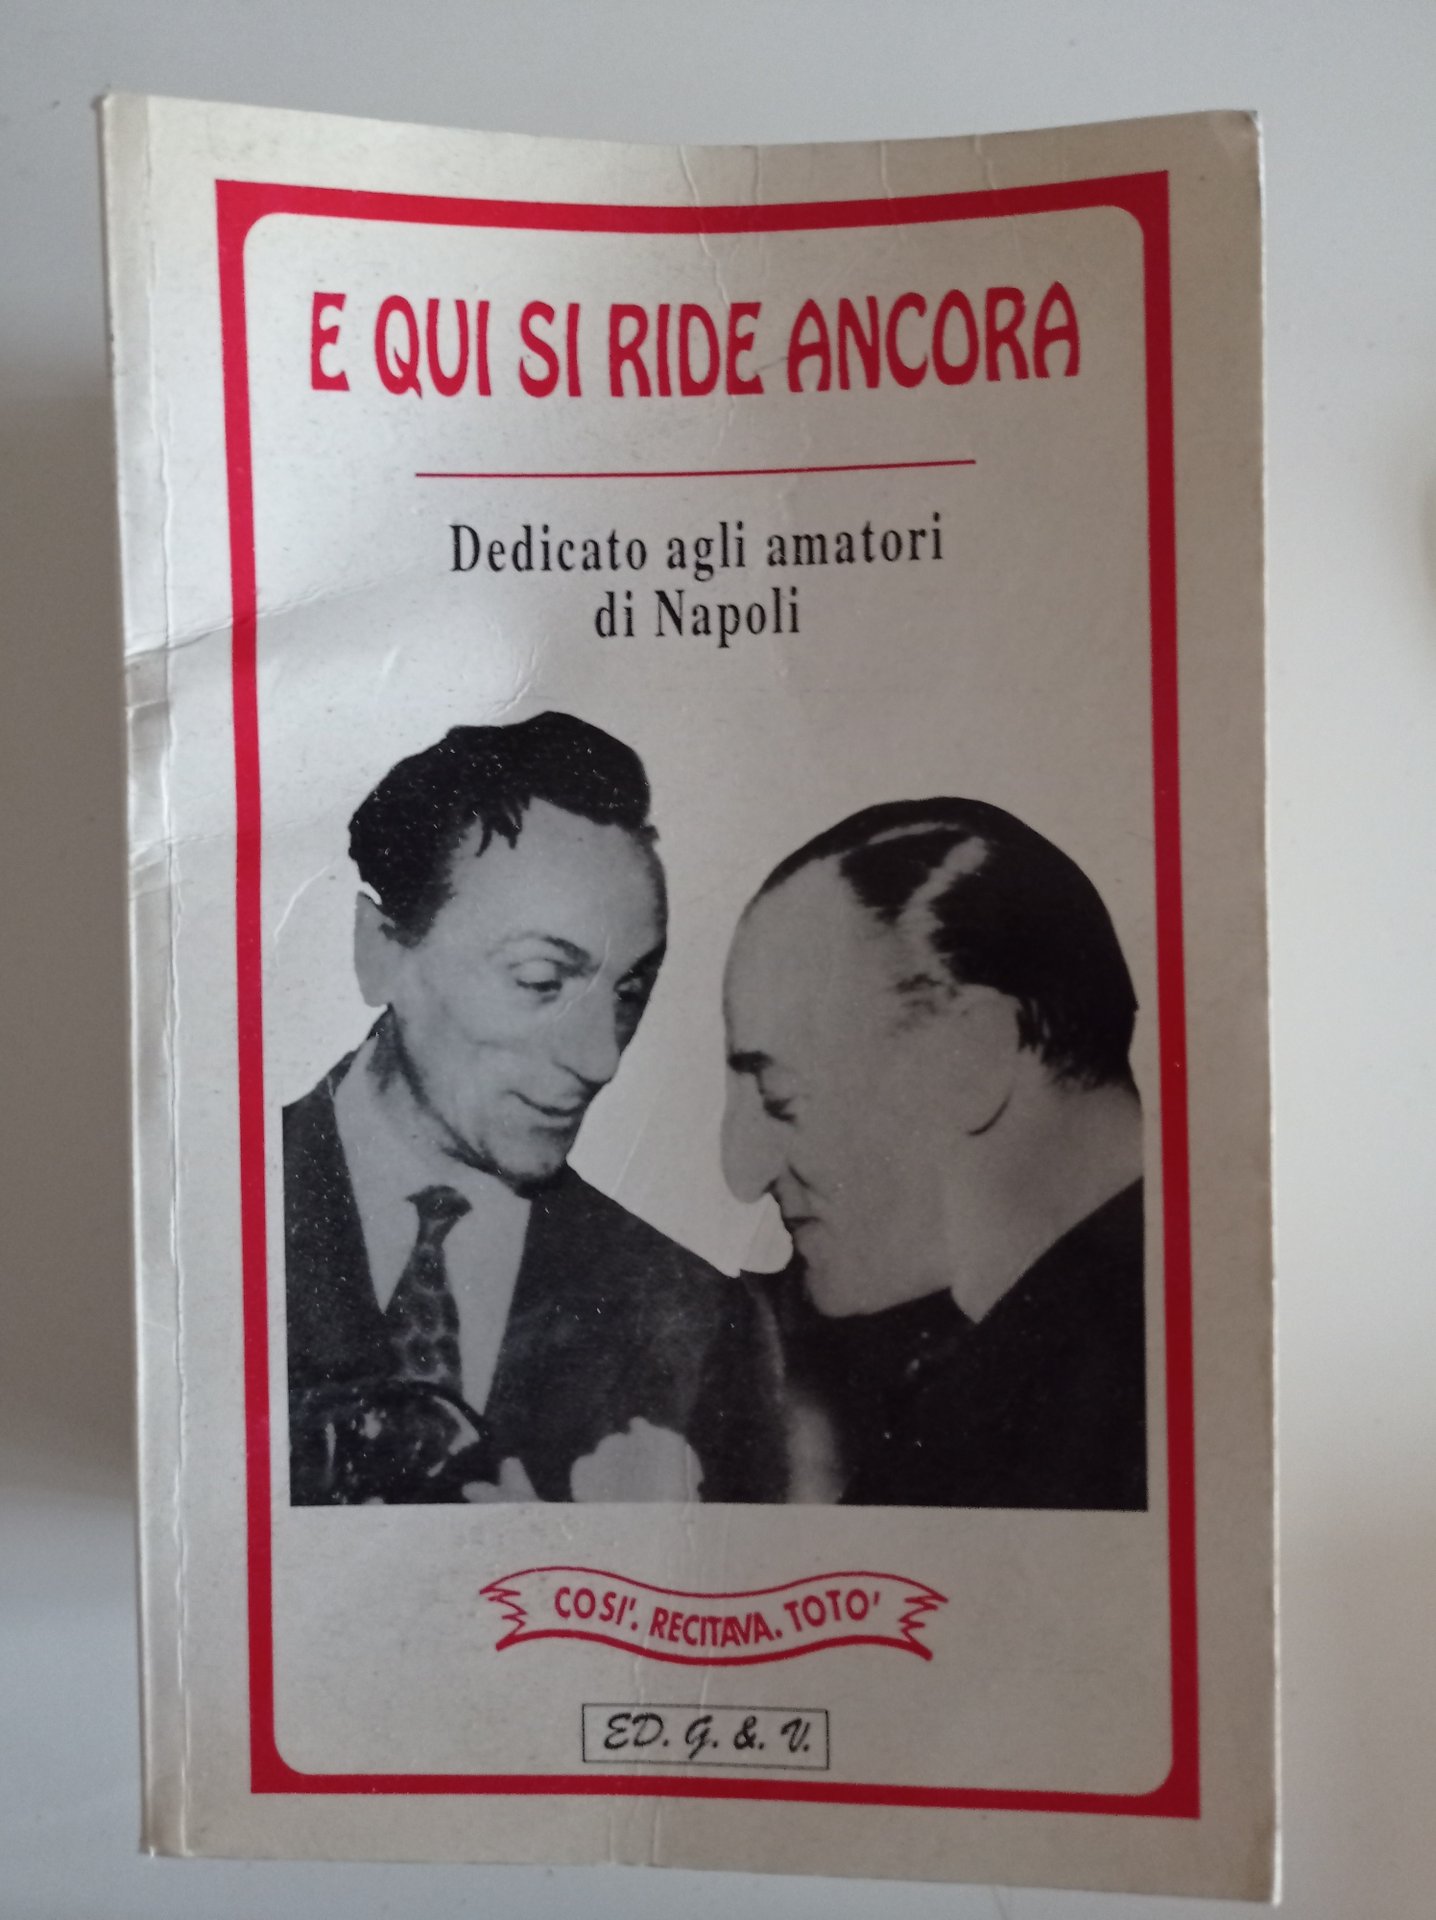 E QUI SI RIDE ANCORA
Dedicato agli amatori
di Napoli
COSI'. RECITAVA. TOTO'
ED. G. & V.